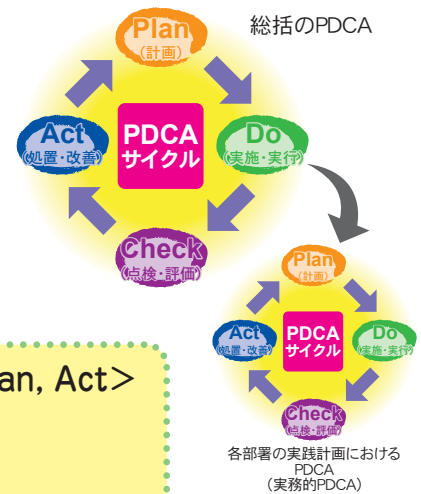 総括のPDCA
Plan
(計画)
Act
(処置・改善)
PDCA
サイクル
Do
(実施・実行)
Check
(点検・評価)
Plan
(計画)
Act
(処置・改善)
PDCA
サイクル
Do
(実施・実行)
Check
(点検・評価)
an, Act>
各部署の実践計画における
PDCA
(実務的PDCA)